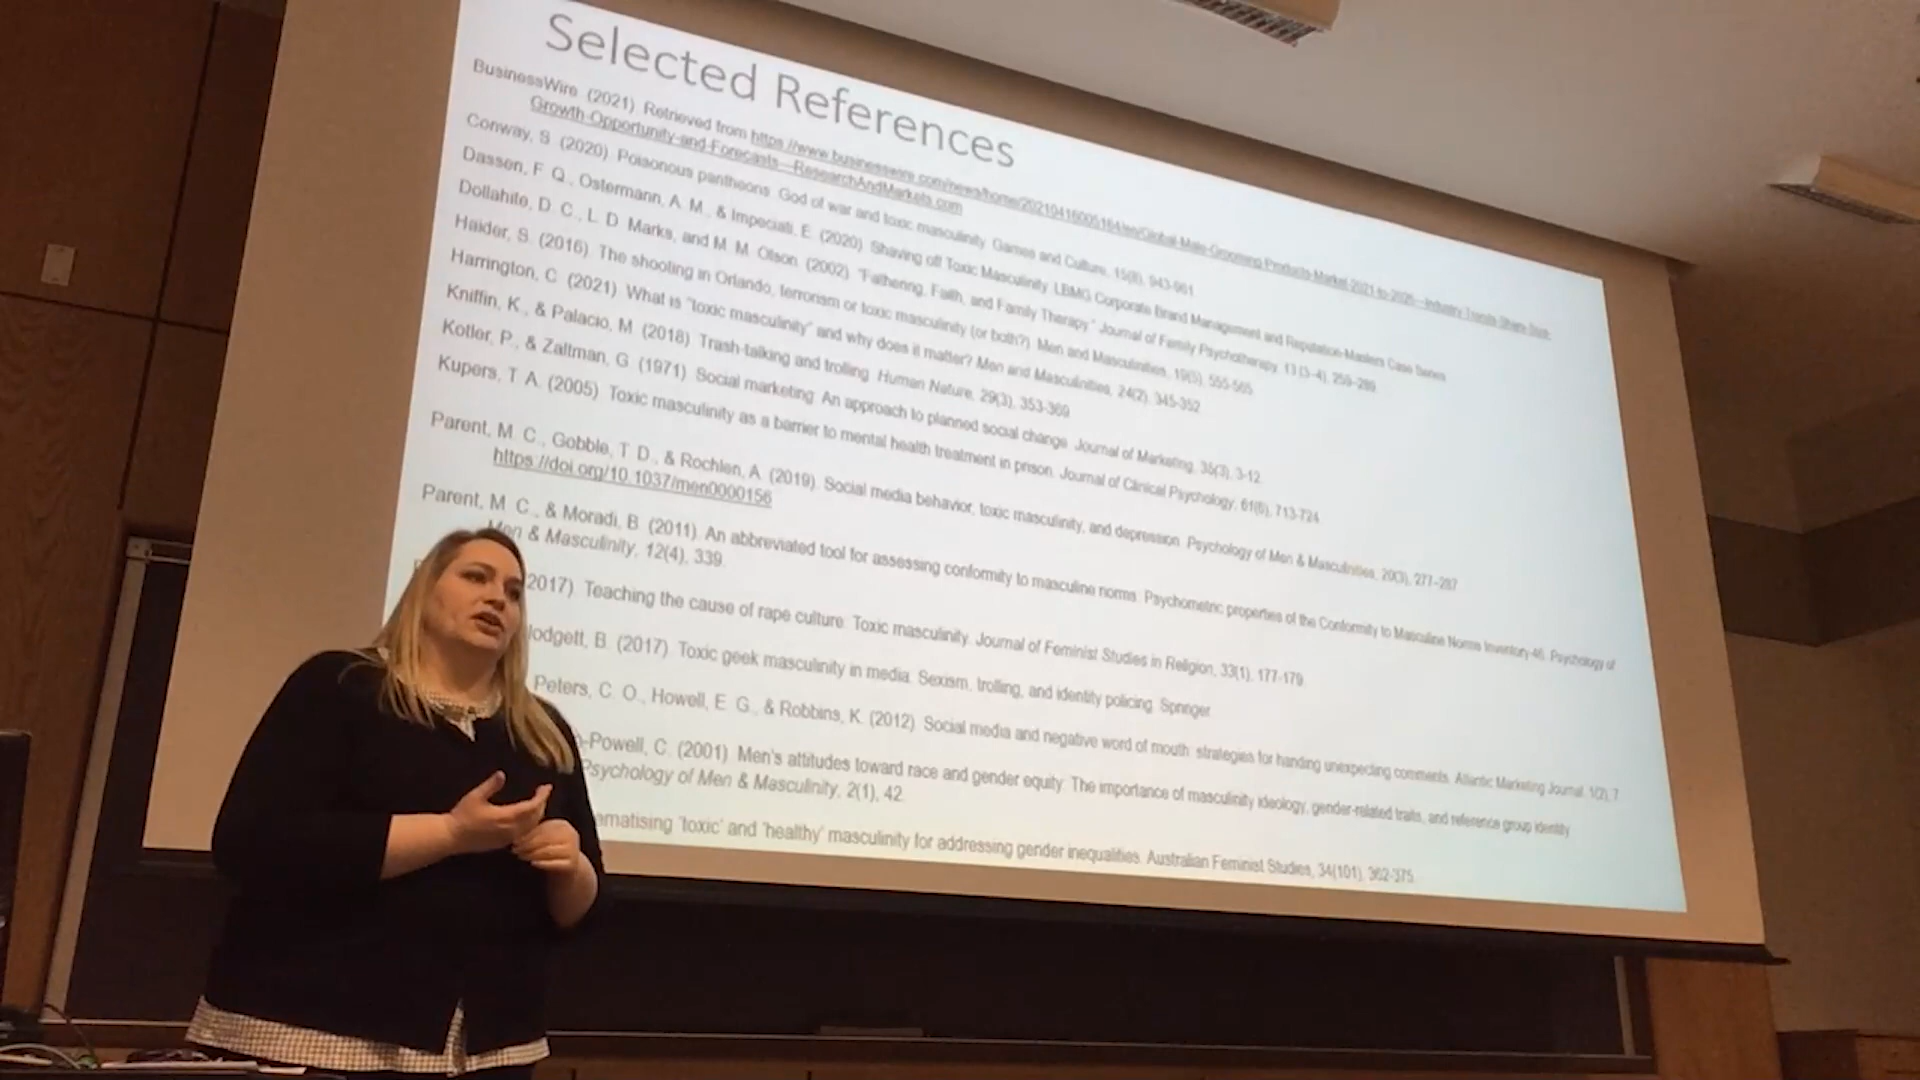 Selected References
BusinessWire. (2021). Retrieved from https://www.businesswire.com/news/home/20210416005164/en/Global-Male-Grooming-Products-Market-2021-to-2026---Industry-Trends-Share-Size-
Growth-Opportunity-and-Forecasts---ResearchAndMarkets.com
Conway, S. (2020). Poisonous pantheons: God of war and toxic masculinity. Games and Culture, 15(8), 943-961.
Dassen, F. Q., Ostermann, A. M., & Impeciati, E. (2020). Shaving off Toxic Masculinity. LBMG Corporate Brand Management and Reputation-Masters Case Series
Dollahite, D. C., L. D. Marks, and M. M. Olson. (2002). "Fathering, Faith, and Family Therapy." Journal of Family Psychotherapy. 13 (3–4), 259–289.
Haider, S. (2016). The shooting in Orlando, terrorism or toxic masculinity (or both?). Men and Masculinities, 19(5), 555-565.
Harrington, C. (2021). What is "toxic masculinity" and why does it matter? Men and Masculinities, 24(2), 345-352
Kniffin, K., & Palacio, M. (2018). Trash-talking and trolling. Human Nature, 29(3), 353-369.
Kotler, P., & Zaltman, G. (1971). Social marketing: An approach to planned social change. Journal of Marketing, 35(3), 3-12.
Kupers, T. A. (2005). Toxic masculinity as a barrier to mental health treatment in prison. Journal of Clinical Psychology, 61(6), 713-724
Parent, M. C., Gobble, T. D., & Rochlen, A. (2019). Social media behavior, toxic masculinity, and depression. Psychology of Men & Masculinities, 20(3), 277–287
https://doi.org/10.1037/men0000156
Parent, M. C., & Moradi, B. (2011). An abbreviated tool for assessing conformity to masculine norms: Psychometric properties of the Conformity to Masculine Norms Inventory-46. Psychology of
Men & Masculinity, 12(4), 339.
2017). Teaching the cause of rape culture: Toxic masculinity. Journal of Feminist Studies in Religion, 33(1), 177-179.
lodgett, B. (2017). Toxic geek masculinity in media: Sexism, trolling, and identity policing. Springer
Peters, C. O., Howell, E. G., & Robbins, K. (2012). Social media and negative word of mouth: strategies for handing unexpecting comments. Atlantic Marketing Journal, 1(2), 7
-Powell, C. (2001). Men's attitudes toward race and gender equity: The importance of masculinity ideology, gender-related traits, and reference group identity
Psychology of Men & Masculinity, 2(1), 42.
ematising 'toxic' and 'healthy' masculinity for addressing gender inequalities. Australian Feminist Studies, 34(101), 362-375.